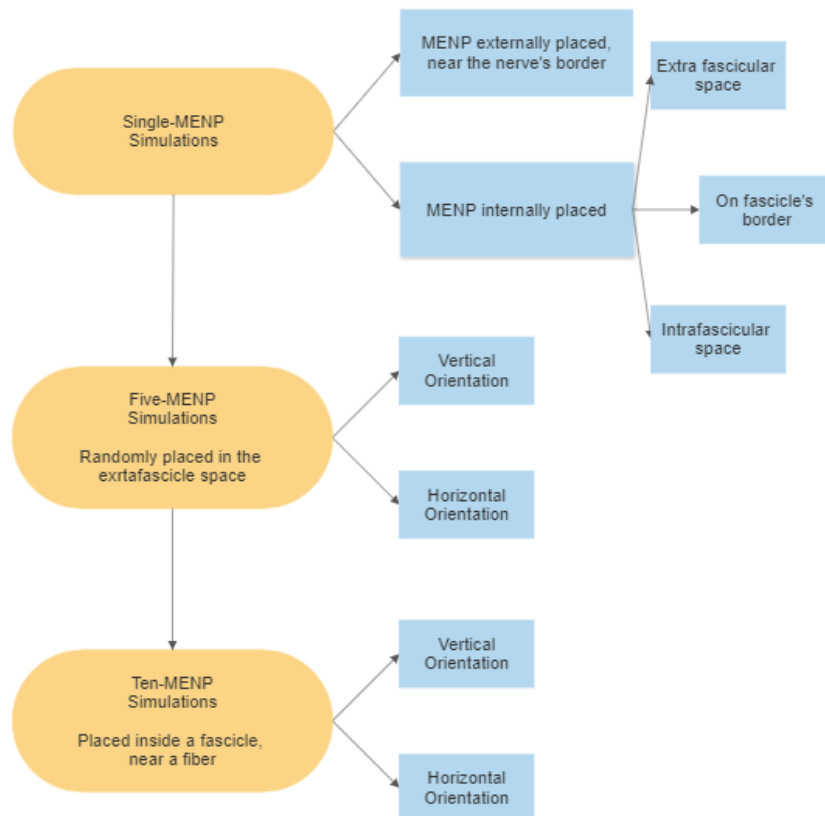 Single-MENP
Simulations
MENP externally placed,
near the nerve's border
MENP internally placed
Extra fascicular
space
On fascicle's
border
Intrafascicular
space
Five-MENP
Simulations
Randomly placed in the
exrtafascicle space
Vertical
Orientation
Horizontal
Orientation
Ten-MENP
Simulations
Placed inside a fascicle,
near a fiber
Vertical
Orientation
Horizontal
Orientation